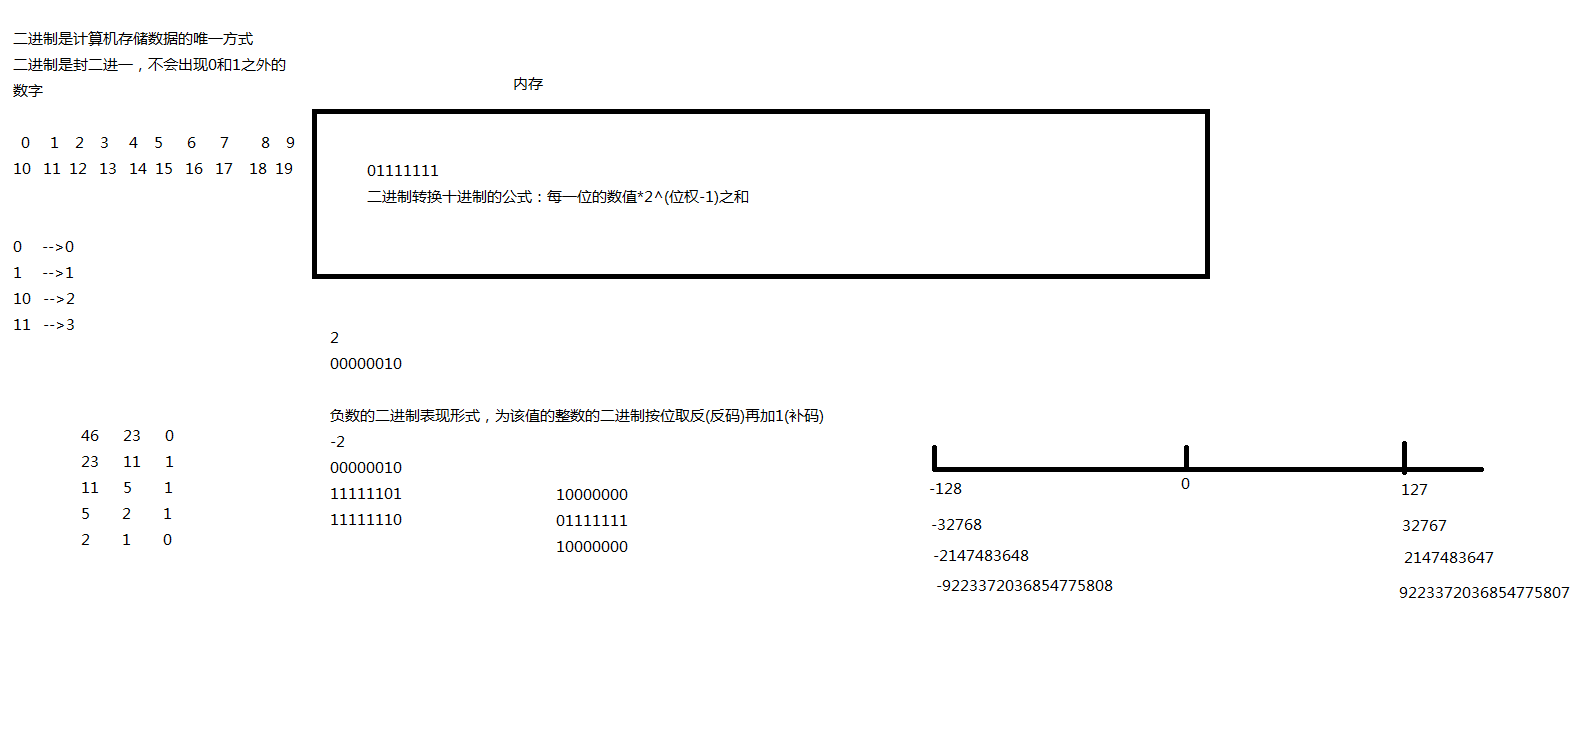 二进制是计算机存储数据的唯一方式
二进制是封二进一，不会出现0和1之外的
数字
0 1 2 3 4 5 6 7 8 9
10 11 12 13 14 15 16 17 18 19
0 -->0
1 -->1
10 -->2
11 -->3
46 23 0
23 11 1
11 5 1
5 2 1
2 1 0
内存
01111111
二进制转换十进制的公式：每一位的数值*2^(位权-1)之和
2
00000010
负数的二进制表现形式，为该值的整数的二进制按位取反(反码)再加1(补码)
-2
00000010
11111101
11111110
10000000
01111111
10000000
-128 0 127
-32768 32767
-2147483648 2147483647
-9223372036854775808 9223372036854775807